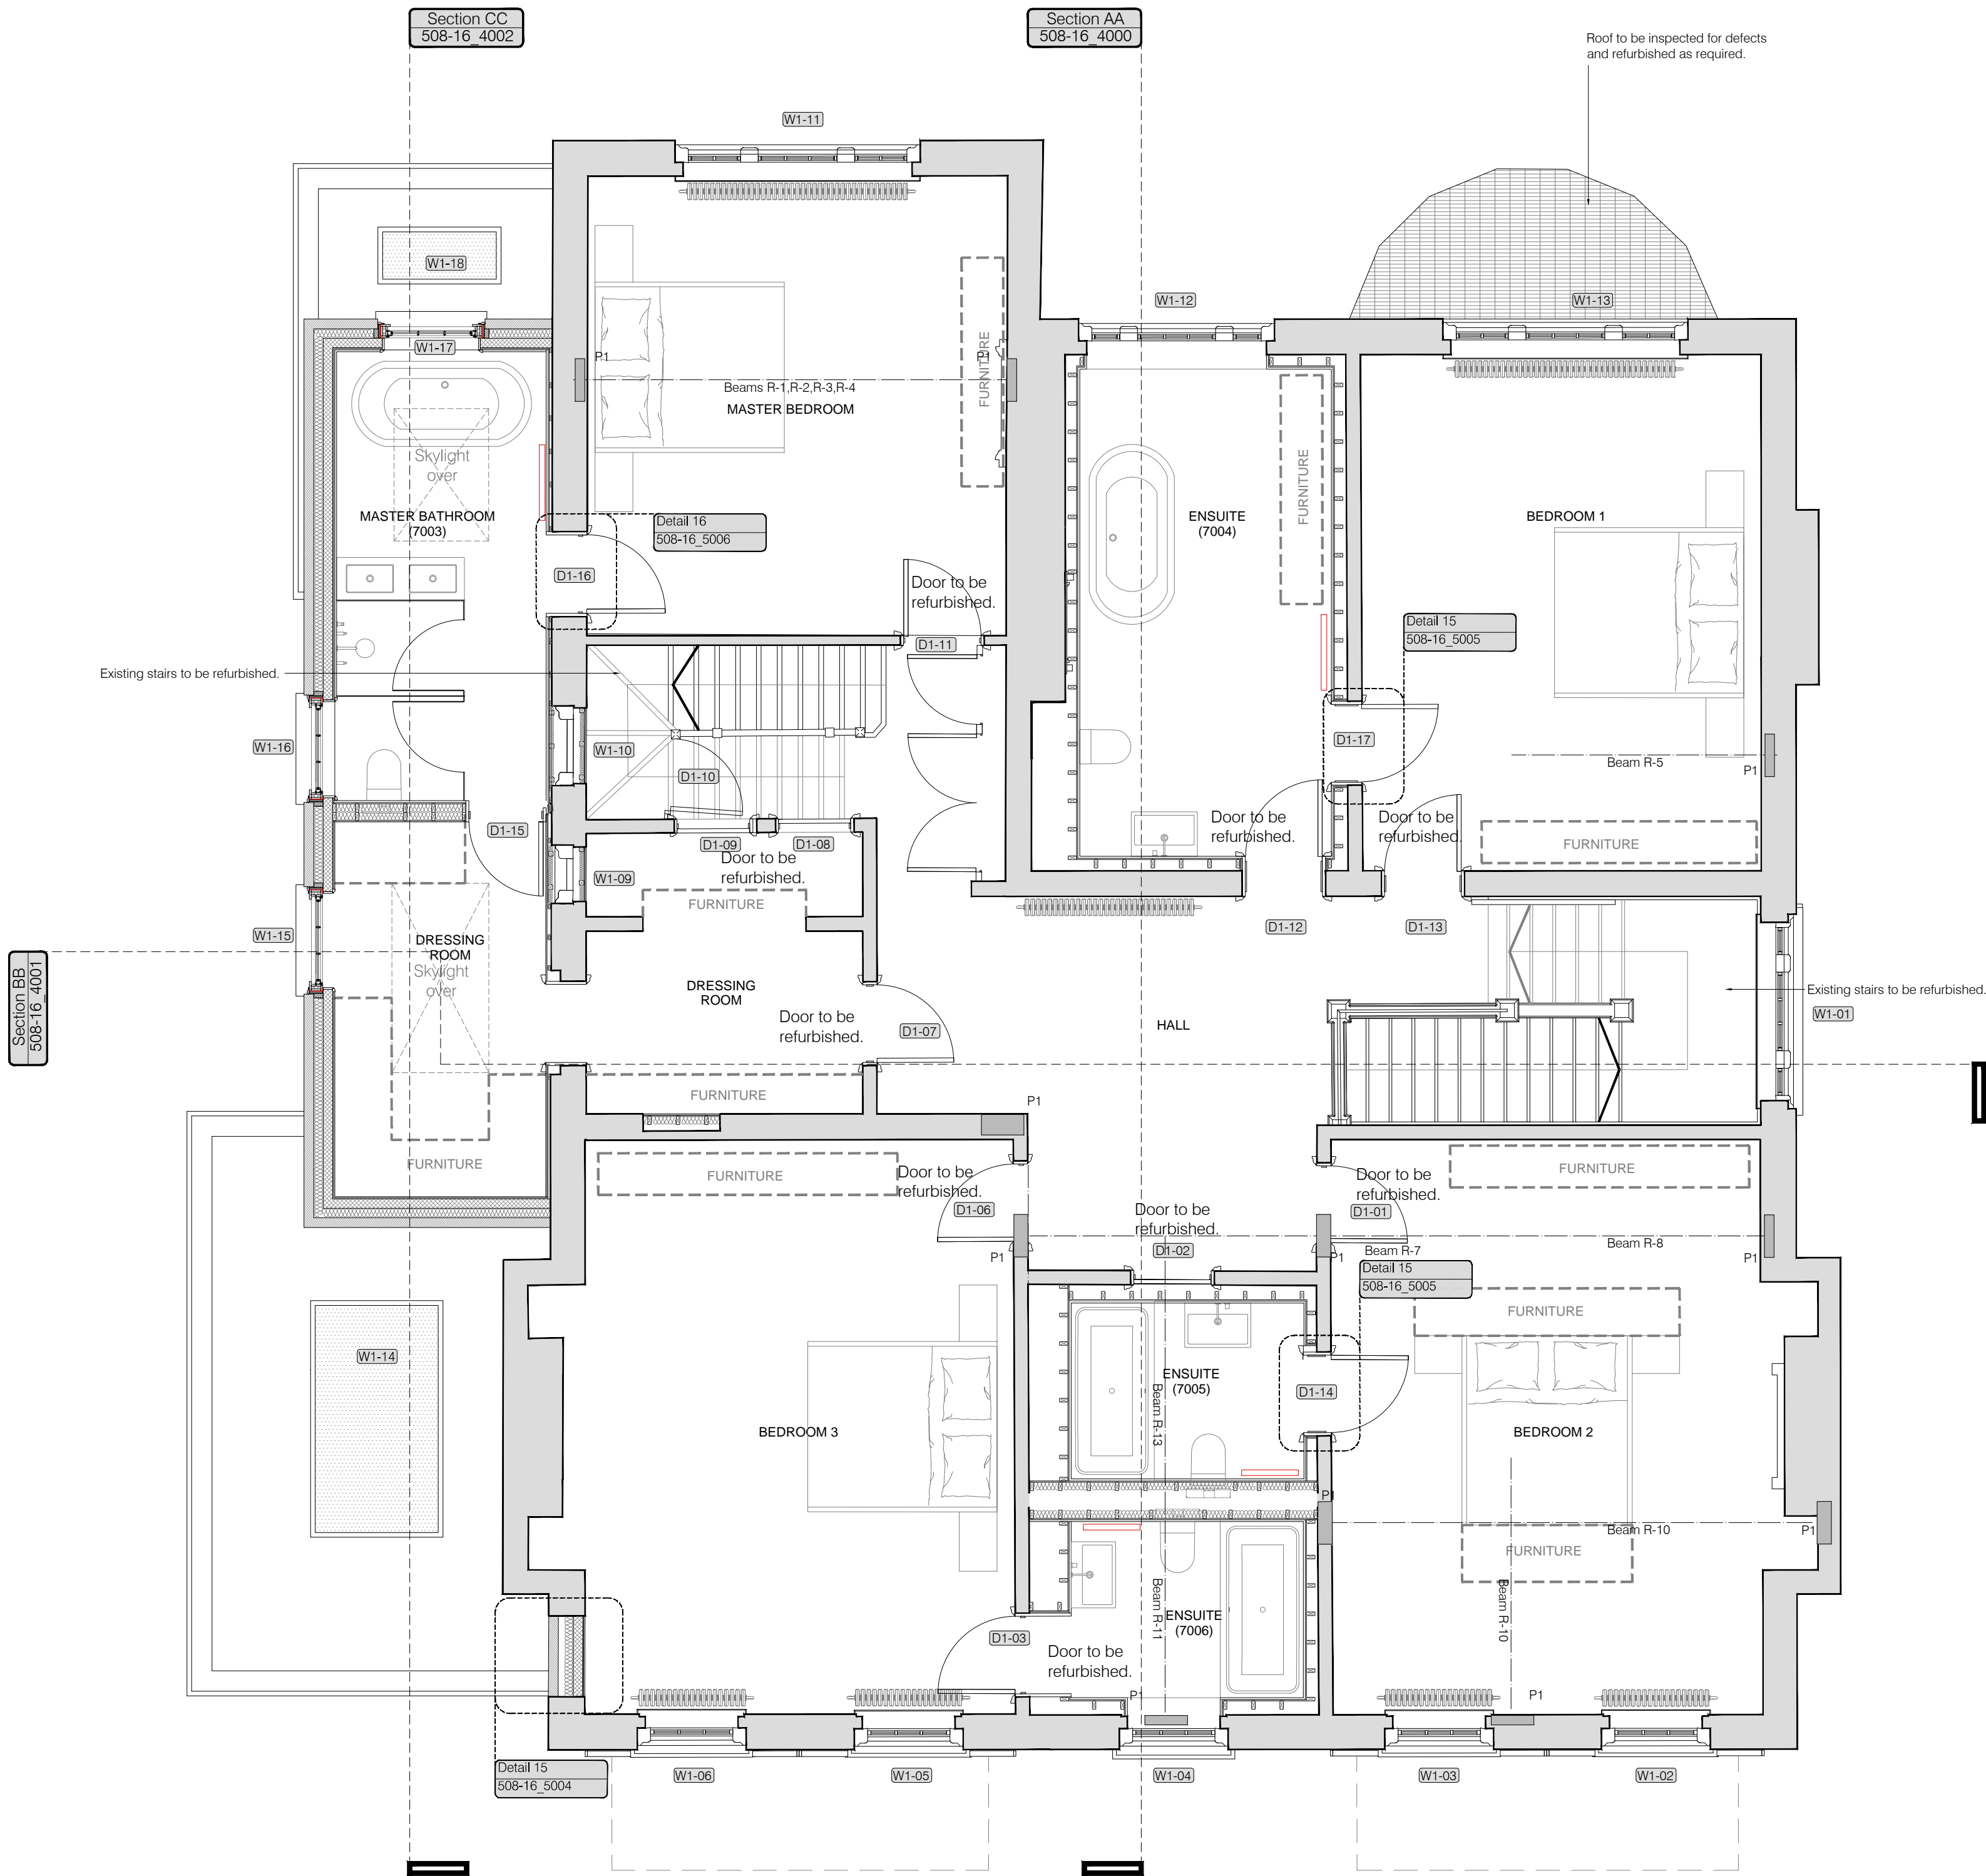 Section CC
508-16_4002
Section AA
508-16_4000
Roof to be inspected for defects
and refurbished as required.
W1-11
W1-18
W1-12
W1-13
W1-17
P1
P1
Beams R-1,R-2,R-3,R-4
MASTER BEDROOM
FURNITURE
Skylight
over
MASTER BATHROOM
(7003)
FURNITURE
ENSUITE
(7004)
BEDROOM 1
Detail 16
508-16_5006
D1-16
Door to be
refurbished.
D1-11
Detail 15
508-16_5005
Existing stairs to be refurbished.
W1-16
W1-10
D1-10
D1-17
Beam R-5
P1
D1-15
D1-09
D1-08
Door to be
refurbished.
W1-09
Door to be
refurbished.
Door to be
refurbished.
FURNITURE
FURNITURE
W1-15
DRESSING
ROOM
Skylight
over
D1-12
D1-13
Section BB
508-16_4001
DRESSING
ROOM
Existing stairs to be refurbished.
W1-01
Door to be
refurbished.
D1-07
HALL
FURNITURE
P1
FURNITURE
FURNITURE
Door to be
refurbished.
D1-06
Door to be
refurbished.
D1-01
FURNITURE
Door to be
refurbished.
D1-02
P1
P1
Beam R-7
Beam R-8
P1
Detail 15
508-16_5005
FURNITURE
W1-14
ENSUITE
(7005)
Beam R-13
D1-14
BEDROOM 3
BEDROOM 2
P1
Beam R-10
P1
FURNITURE
Beam R-10
Beam R-11
ENSUITE
(7006)
D1-03
Door to be
refurbished.
P1
P1
Detail 15
508-16_5004
W1-06
W1-05
W1-04
W1-03
W1-02